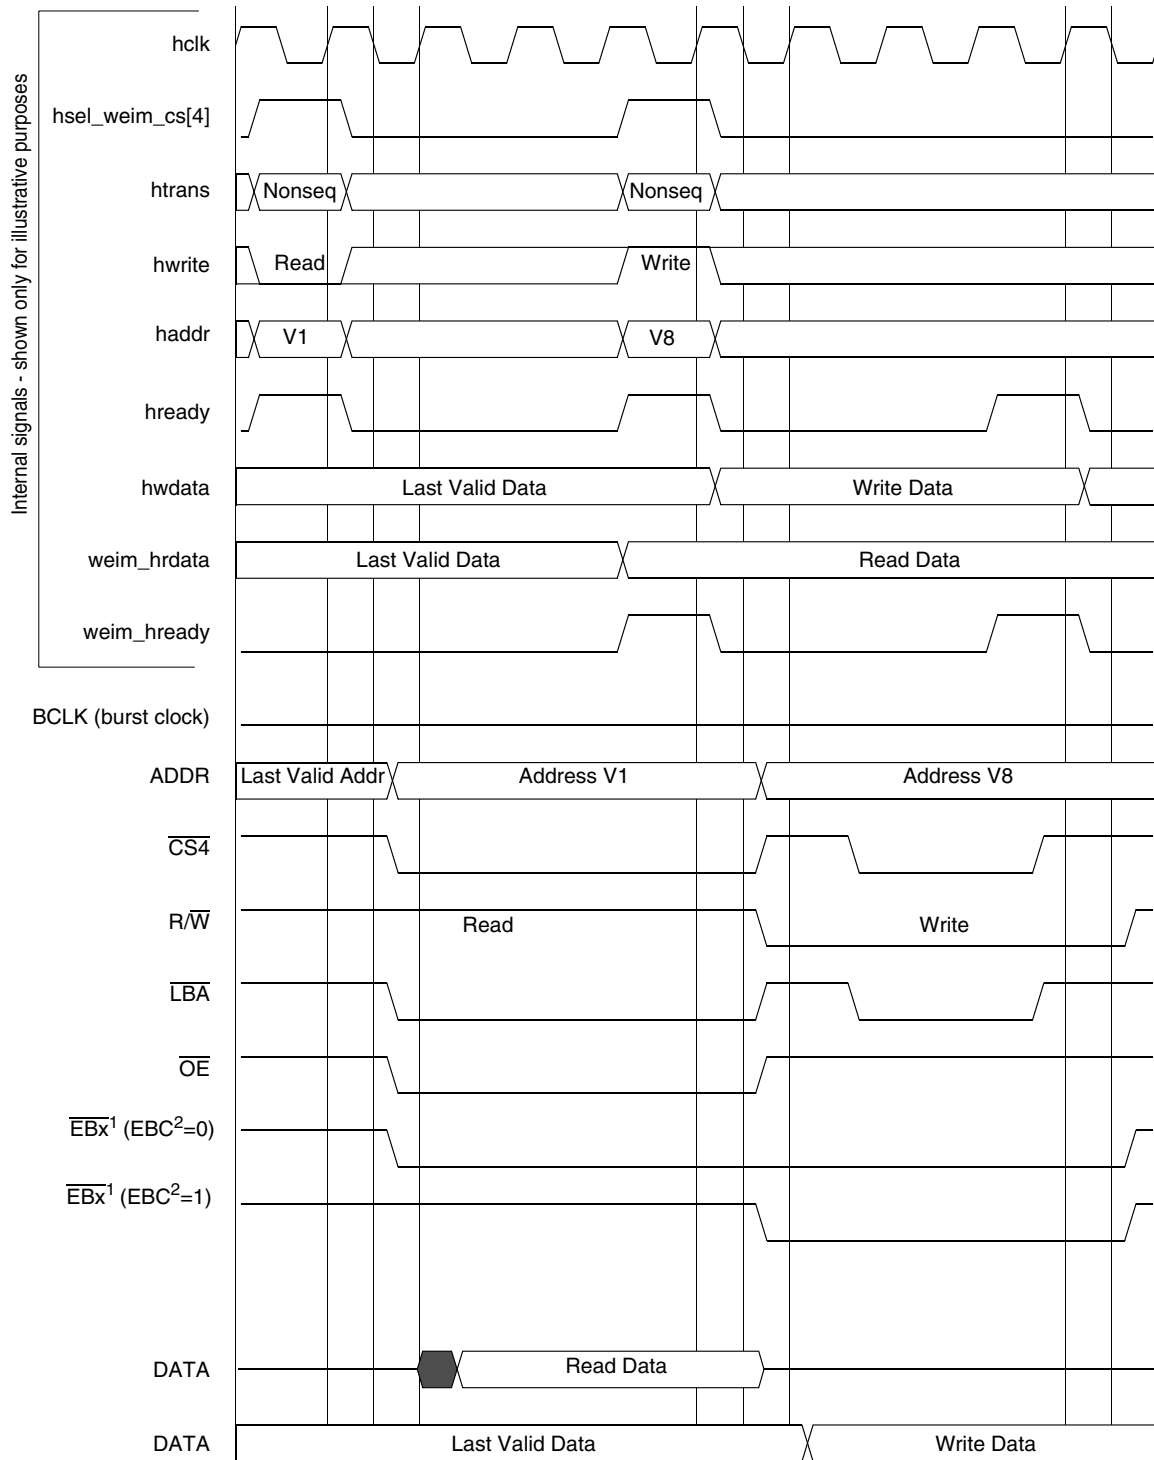 Internal signals - shown only for illustrative purposes
hclk
hsel_weim_cs[4]
htrans Nonseq Nonseq
hwrite Read Write
haddr V1 V8
hready
hwdata Last Valid Data Write Data
weim_hrdata Last Valid Data Read Data
weim_hready
BCLK (burst clock)
ADDR Last Valid Addr Address V1 Address V8
CS4
R/W Read Write
LBA
OE
EBx1 (EBC2=0)
EBx1 (EBC2=1)
DATA Read Data
DATA Last Valid Data Write Data